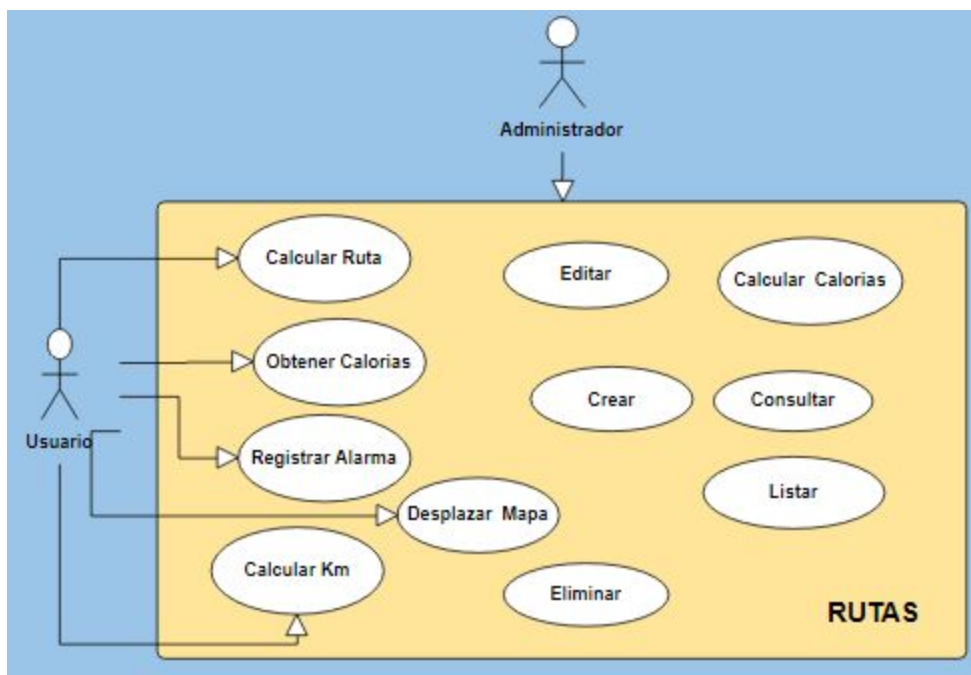 Administrador
Calcular Ruta
Editar
Calcular Calorias
Obtener Calorias
Crear
Consultar
Usuario
Registrar Alarma
Listar
Desplazar Mapa
Calcular Km
Eliminar
RUTAS